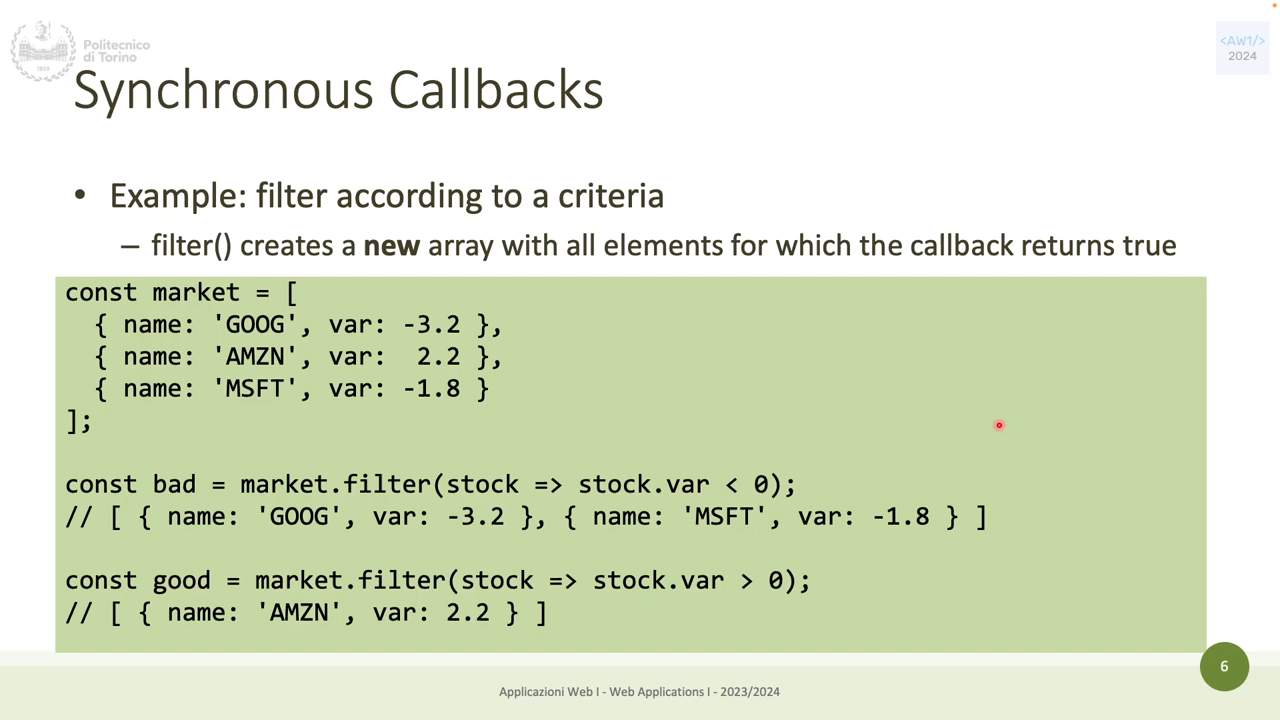 Politecnico
di Torino
1859
<AW1/>
2024
Synchronous Callbacks
• Example: filter according to a criteria
– filter() creates a new array with all elements for which the callback returns true
const market = [
  { name: 'GOOG', var: -3.2 },
  { name: 'AMZN', var:  2.2 },
  { name: 'MSFT', var: -1.8 }
];
const bad = market.filter(stock => stock.var < 0);
// [ { name: 'GOOG', var: -3.2 }, { name: 'MSFT', var: -1.8 } ]
const good = market.filter(stock => stock.var > 0);
// [ { name: 'AMZN', var: 2.2 } ]
6
Applicazioni Web I - Web Applications I - 2023/2024